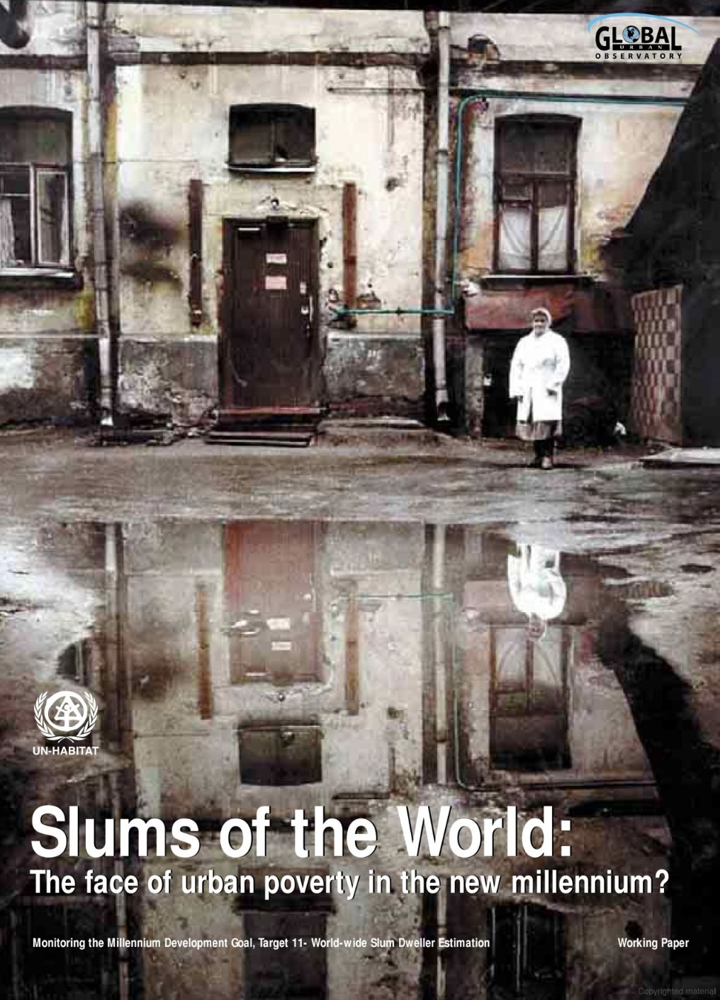 GLOBAL
URBAN
OBSERVATORY
UN-HABITAT
Slums of the World:
The face of urban poverty in the new millennium?
Monitoring the Millennium Development Goal, Target 11- World-wide Slum Dweller Estimation
Working Paper
Copyrighted material